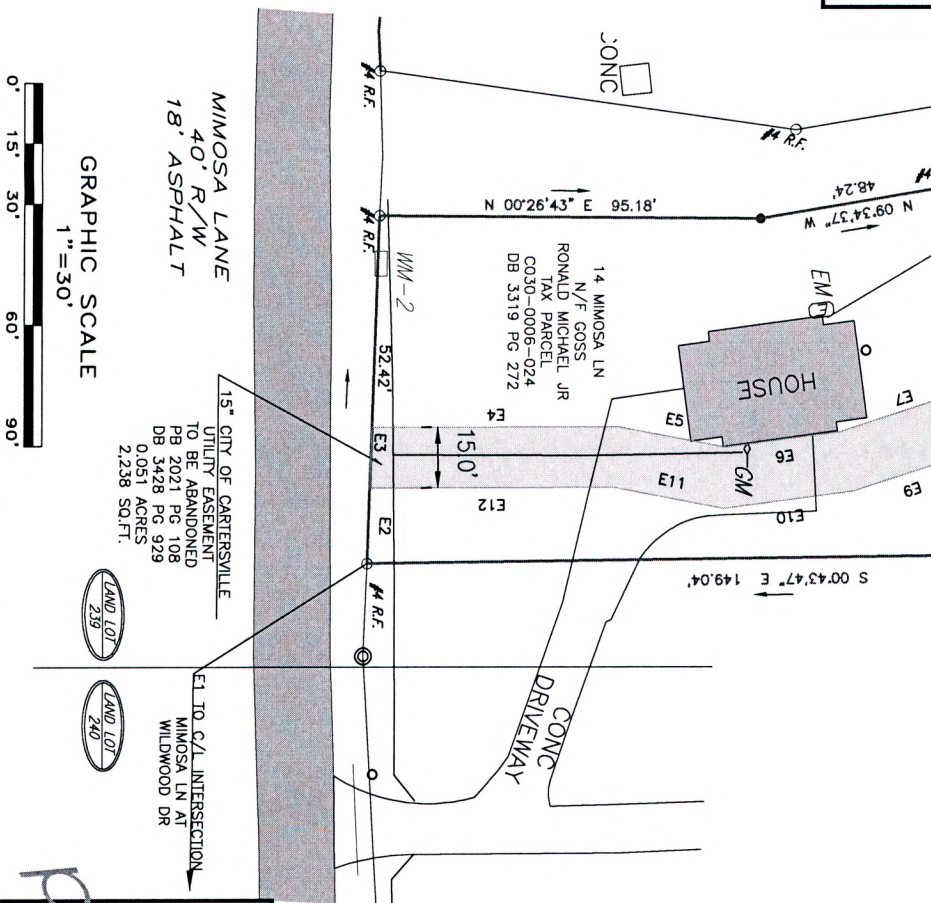 MIMOSA LANE
40' R/W
18' ASPHALT
GRAPHIC SCALE
1"=30'
0' 15' 30' 60' 90'
#4 R.F.
CONC
#4 R.F.
#4
N 00°26'43" E 95.18'
N 09°34'37" W
48.24'
#4 R.F.
WM-2
14 MIMOSA LN
N/F GOSS
RONALD MICHAEL JR
TAX PARCEL
C030-0006-024
DB 3319 PG 272
EM
E
HOUSE
52.42'
E3
E4
15.0'
E12
E5
E6
E7
E9
E10
E11
GM
E2
#4 R.F.
S 00°43'47" E 149.04'
15" CITY OF CARTERSVILLE
UTILITY EASEMENT
TO BE ABANDONED
PB 2021 PG 108
DB 3428 PG 929
0.051 ACRES
2,238 SQ.FT.
LAND LOT
239
LAND LOT
240
E1 TO C/L INTERSECTION
MIMOSA LN AT
WILDWOOD DR
CONC
DRIVEWAY